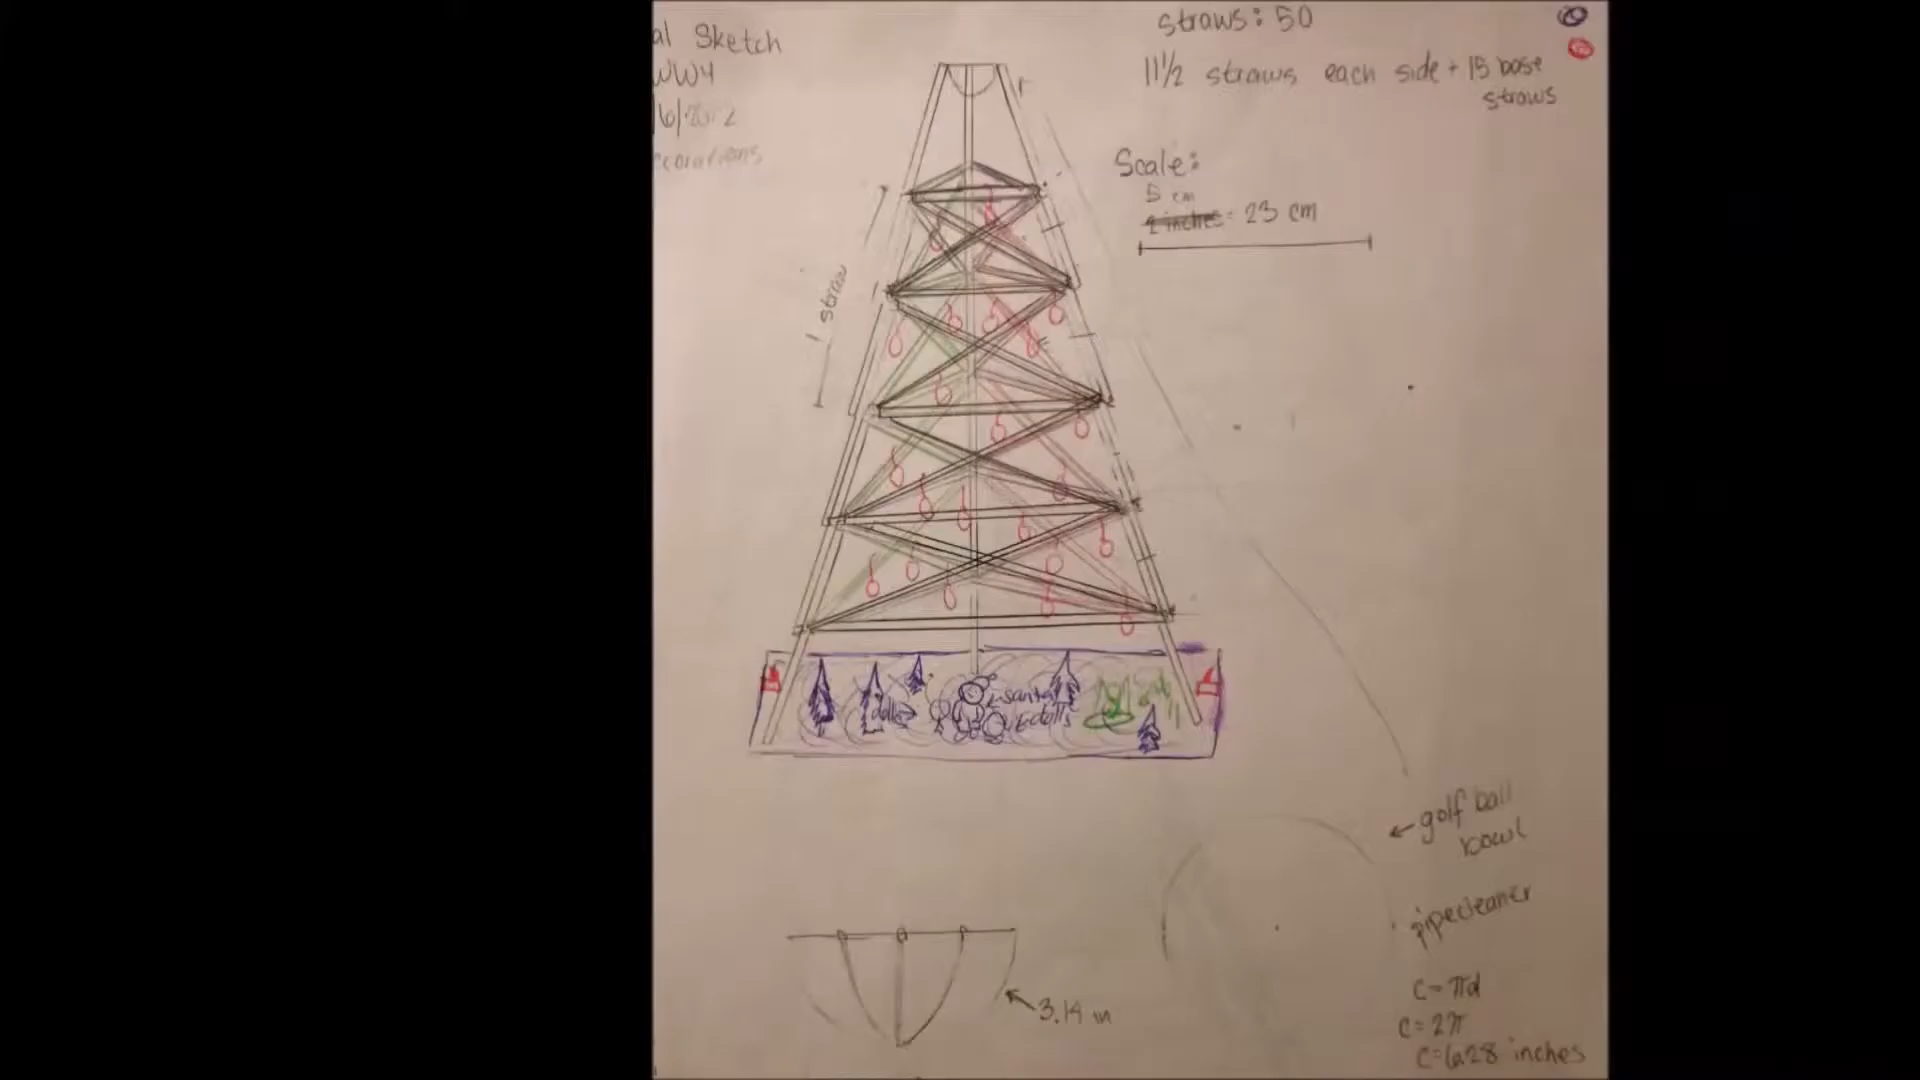 al Sketch
WW4
straws: 50
11 1/2 straws each side + 15 base
straws
Scale:
5 cm
2 inches = 23 cm
1 straw
santa
dolls
golf ball
bowl
pipecleaner
3.14 in
C=πd
C=2π
C=6.28 inches